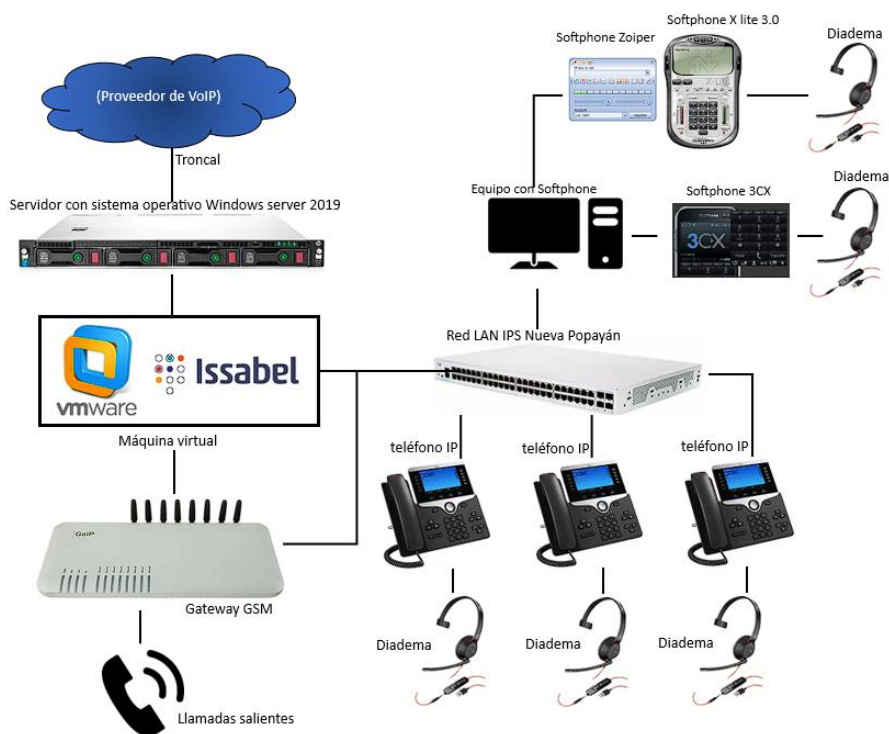 Softphone X lite 3.0
Softphone Zoiper
Diadema
(Proveedor de VoIP)
Troncal
Equipo con Softphone
Softphone 3CX
Diadema
Servidor con sistema operativo Windows server 2019
3CX
Red LAN IPS Nueva Popayán
vmware
Issabel
Máquina virtual
teléfono IP
teléfono IP
teléfono IP
GoIP
Gateway GSM
Diadema
Diadema
Diadema
Llamadas salientes